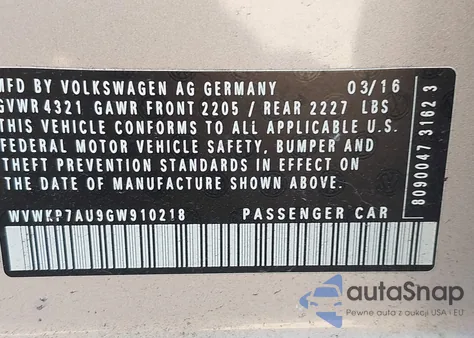 MFD BY VOLKSWAGEN AG GERMANY 03/16
GVWR 4321 GAWR FRONT 2205 / REAR 2227 LBS
THIS VEHICLE CONFORMS TO ALL APPLICABLE U.S.
FEDERAL MOTOR VEHICLE SAFETY, BUMPER AND
THEFT PREVENTION STANDARDS IN EFFECT ON
THE DATE OF MANUFACTURE SHOWN ABOVE.
WVWKP7AU9GW910218 PASSENGER CAR
8090047 3162 3
autoSnap
Pewne auta z aukcji USA i EU